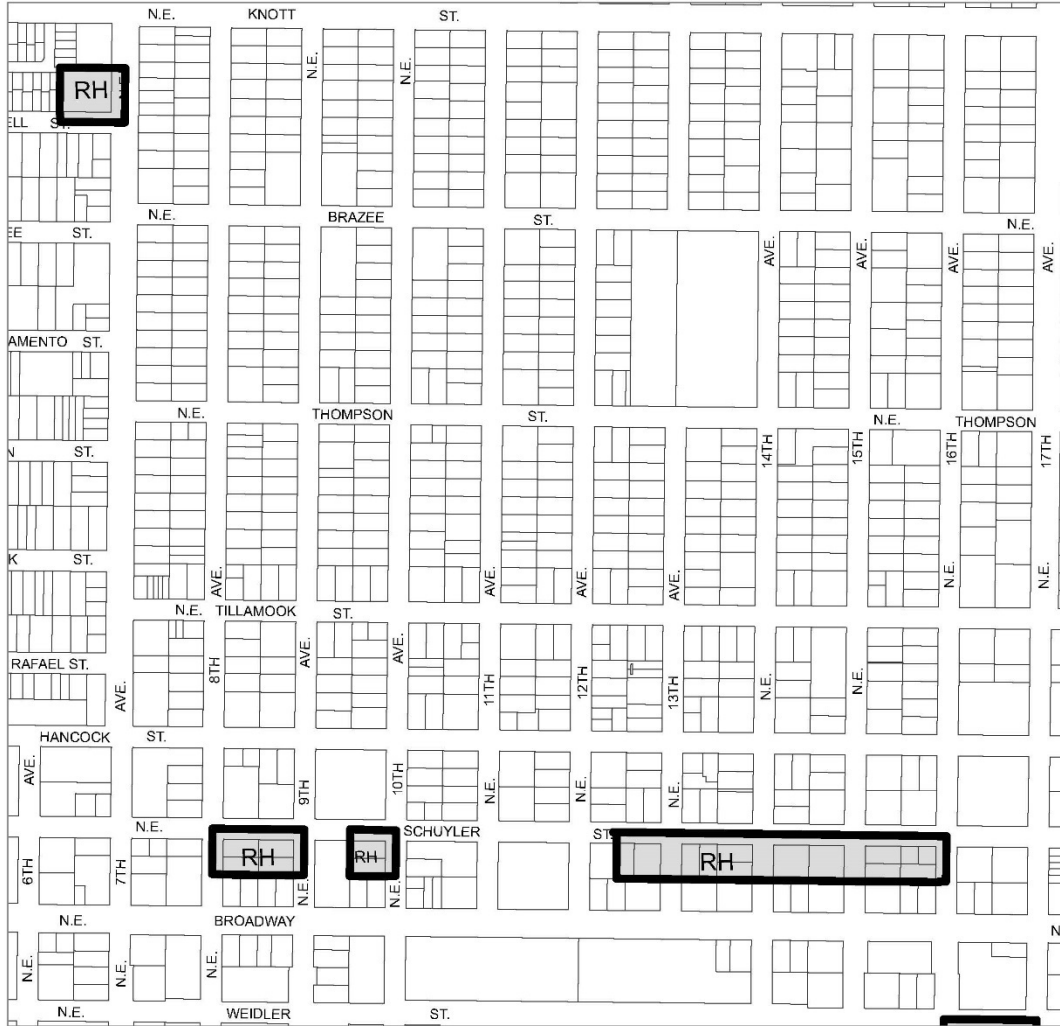 N.E. KNOTT ST.
N.E.
N.E.
RH
ELL ST.
N.E. BRAZEE ST. N.E.
EE ST.
AVE. AVE. AVE. AVE.
AMENTO ST.
N.E. THOMPSON ST. N.E. THOMPSON
N ST.
14TH 15TH 16TH 17TH
K ST.
AVE. AVE. AVE. AVE. N.E. N.E.
N.E. TILLAMOOK ST.
AVE. AVE.
RAFAEL ST.
AVE. 8TH 11TH 12TH 13TH N.E. N.E.
HANCOCK ST.
AVE. 9TH 10TH N.E. N.E. N.E.
N.E. SCHUYLER ST.
RH RH RH
6TH 7TH N.E. N.E.
N.E. BROADWAY N
N.E. N.E. N.E.
N.E. WEIDLER ST.